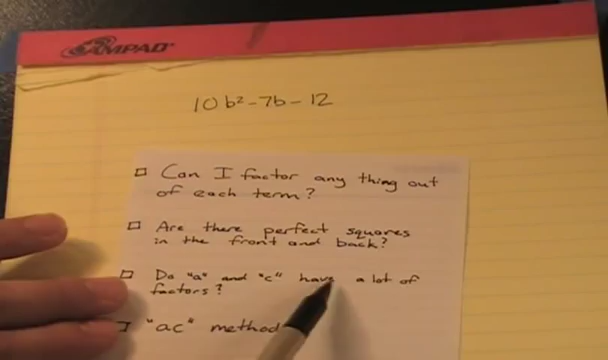 AMPAD
10b²-7b-12
Can I factor any thing out
of each term?
Are there perfect squares
in the front and back?
Do "a" and "c" have a lot of
factors?
"ac" method